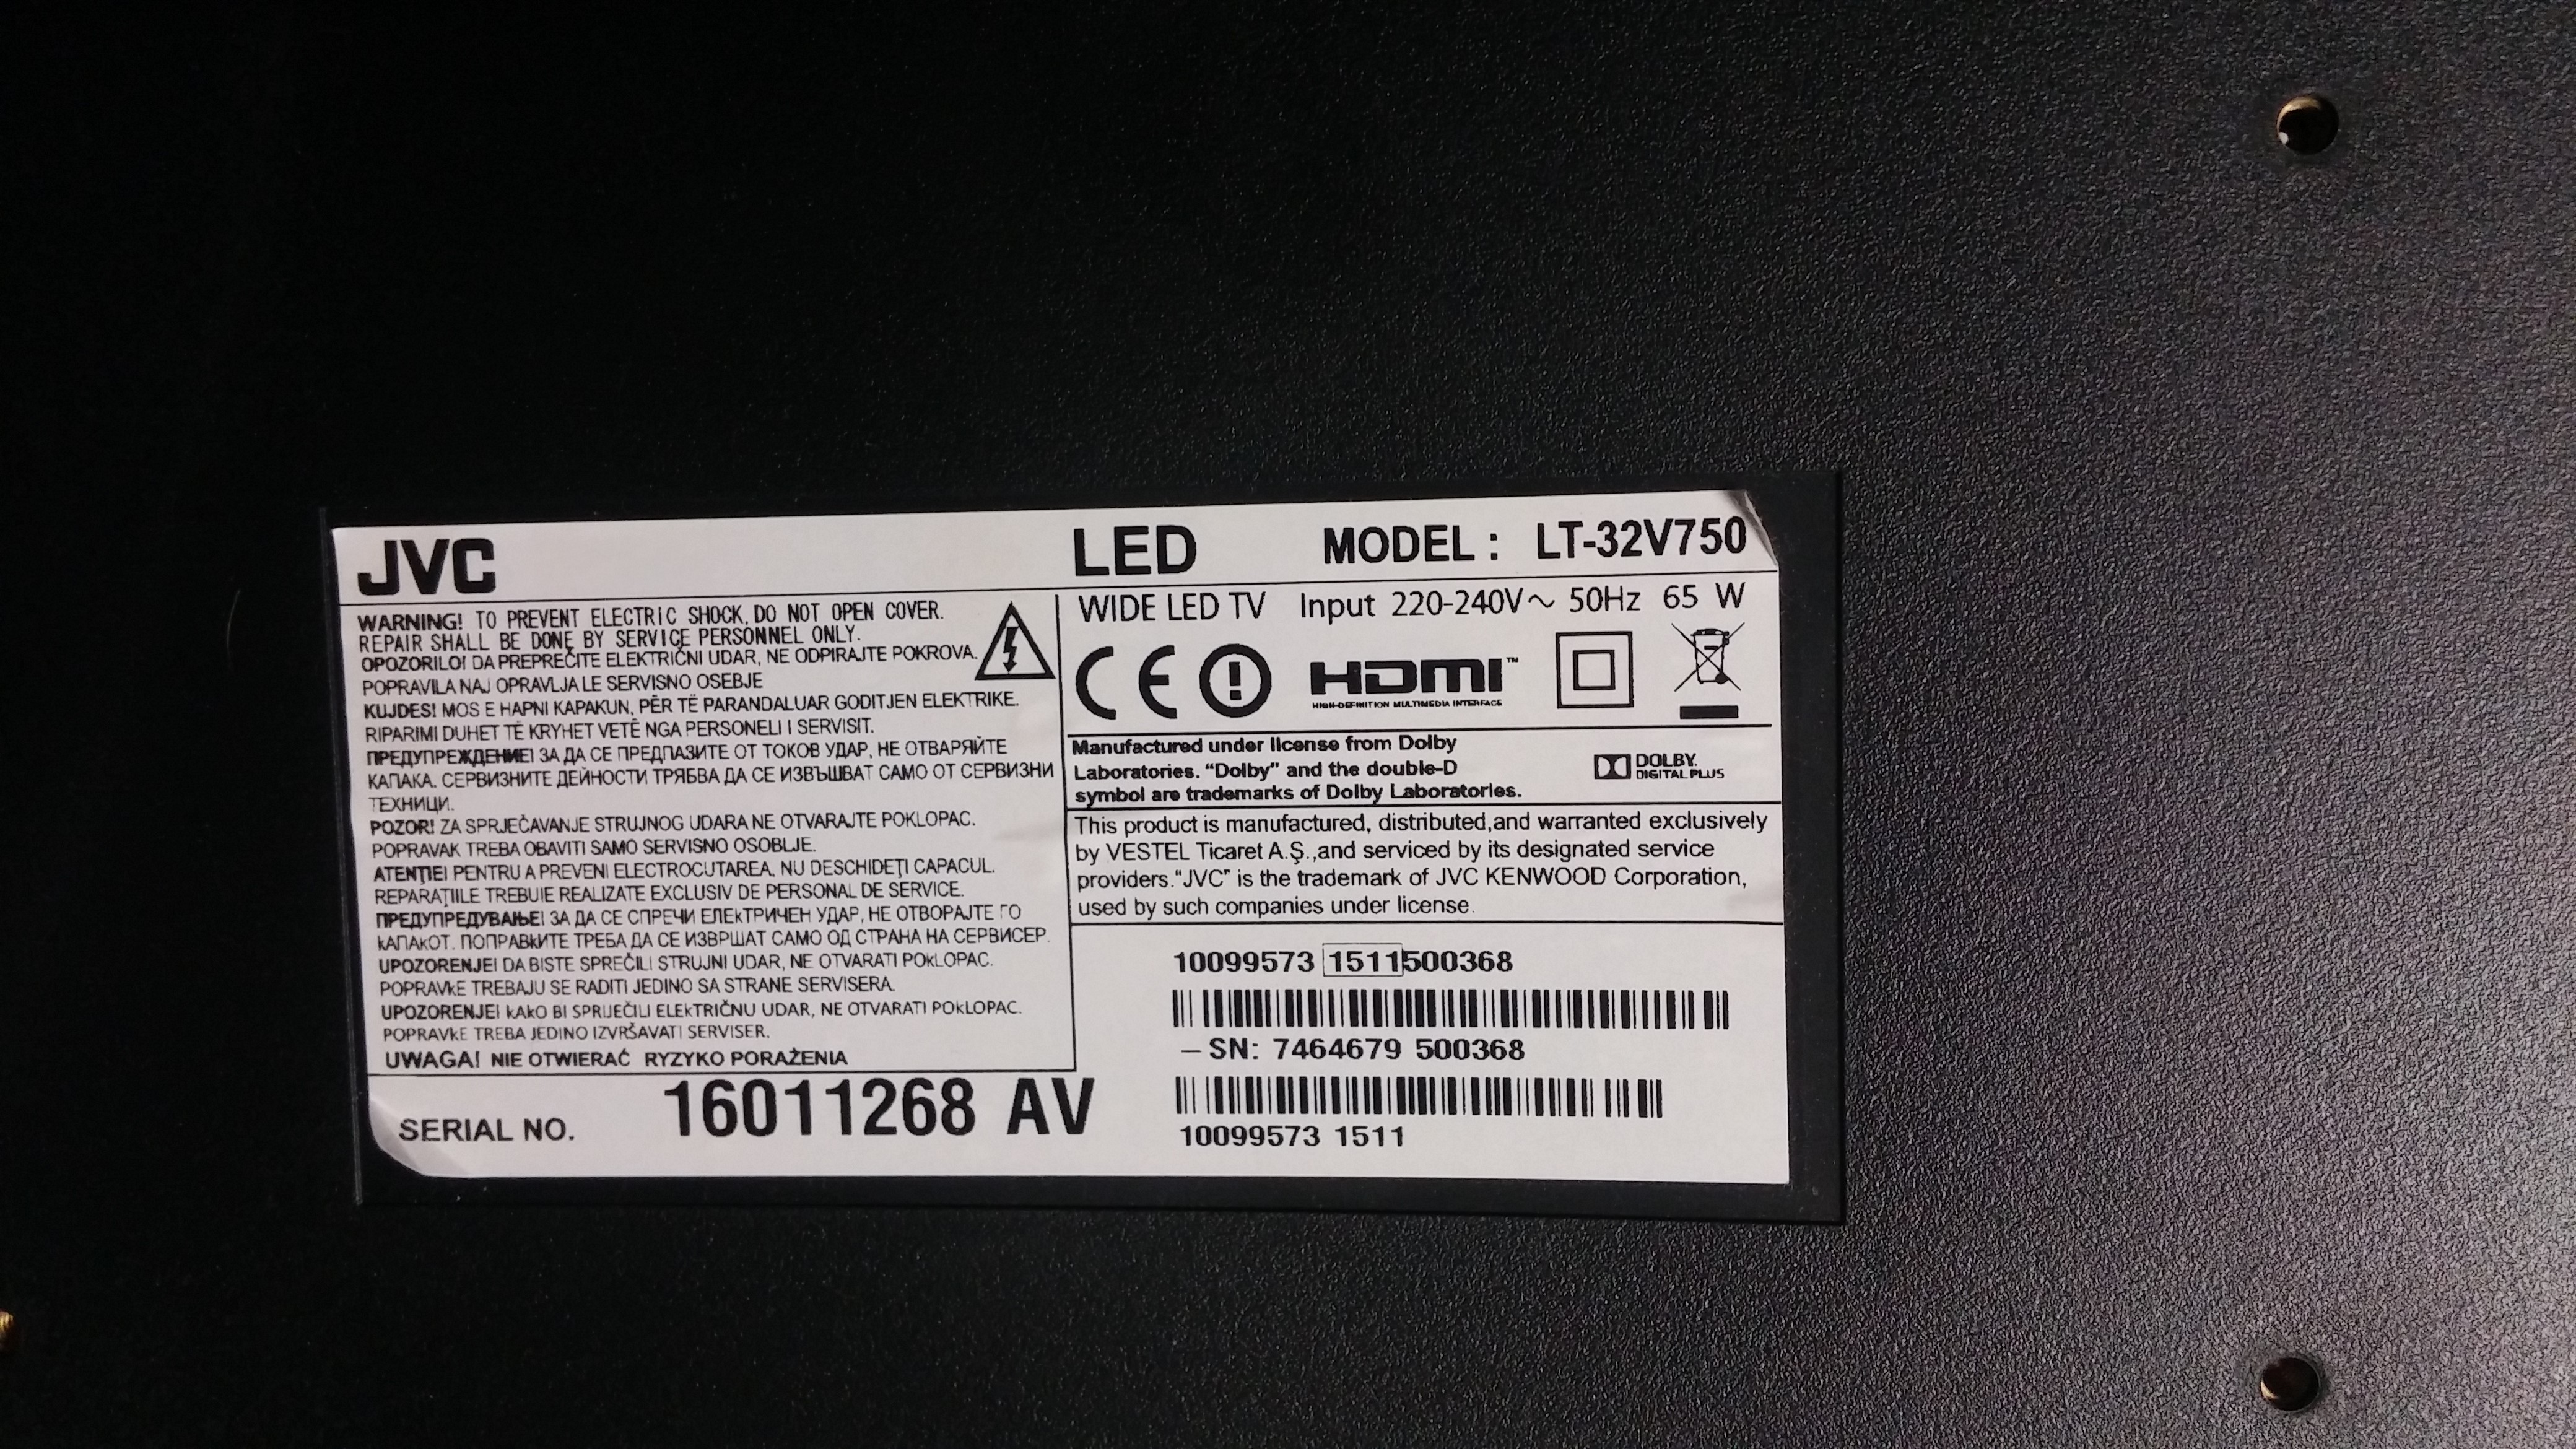 JVC
LED MODEL : LT-32V750
WARNING! TO PREVENT ELECTRIC SHOCK, DO NOT OPEN COVER.
REPAIR SHALL BE DONE BY SERVICE PERSONNEL ONLY.
OPOZORILO! DA PREPREČITE ELEKTRIČNI UDAR, NE ODPIRAJTE POKROVA.
POPRAVILA NAJ OPRAVLJA LE SERVISNO OSEBJE
KUJDES! MOS E HAPNI KAPAKUN, PËR TË PARANDALUAR GODITJEN ELEKTRIKE.
RIPARIMI DUHET TË KRYHET VETË NGA PERSONELI I SERVISIT.
ПРЕДУПРЕЖДЕНИЕ! ЗА ДА СЕ ПРЕДПАЗИТЕ ОТ ТОКОВ УДАР, НЕ ОТВАРЯЙТЕ
КАПАКА. СЕРВИЗНИТЕ ДЕЙНОСТИ ТРЯБВА ДА СЕ ИЗВЪШВАТ САМО ОТ СЕРВИЗНИ
ТЕХНИЦИ.
POZOR! ZA SPRJEČAVANJE STRUJNOG UDARA NE OTVARAJTE POKLOPAC.
POPRAVAK TREBA OBAVITI SAMO SERVISNO OSOBLJE.
ATENŢIE! PENTRU A PREVENI ELECTROCUTAREA, NU DESCHIDEŢI CAPACUL.
REPARAŢIILE TREBUIE REALIZATE EXCLUSIV DE PERSONAL DE SERVICE.
ПРЕДУПРЕДУВАЊЕ! ЗА ДА СЕ СПРЕЧИ ЕЛЕКТРИЧЕН УДАР, НЕ ОТВОРАЈТЕ ГО
КАПАКОТ. ПОПРАВКИТЕ ТРЕБА ДА СЕ ИЗВРШАТ САМО ОД СТРАНА НА СЕРВИСЕР.
UPOZORENJE! DA BISTE SPREČILI STRUJNI UDAR, NE OTVARATI POKLOPAC.
POPRAVKE TREBAJU SE RADITI JEDINO SA STRANE SERVISERA.
UPOZORENJE! KAKO BI SPRIJEČILI ELEKTRIČNU UDAR, NE OTVARATI POKLOPAC.
POPRAVKE TREBA JEDINO IZVRŠAVATI SERVISER.
UWAGA! NIE OTWIERAĆ RYZYKO PORAŻENIA
SERIAL NO. 16011268 AV
WIDE LED TV Input 220-240V~ 50Hz 65 W
CE HDMI™
HIGH-DEFINITION MULTIMEDIA INTERFACE
Manufactured under license from Dolby
Laboratories. “Dolby” and the double-D
symbol are trademarks of Dolby Laboratories.
DOLBY.
DIGITAL PLUS
This product is manufactured, distributed,and warranted exclusively
by VESTEL Ticaret A.Ş.,and serviced by its designated service
providers.“JVC” is the trademark of JVC KENWOOD Corporation,
used by such companies under license.
10099573 1511500368
– SN: 7464679 500368
10099573 1511